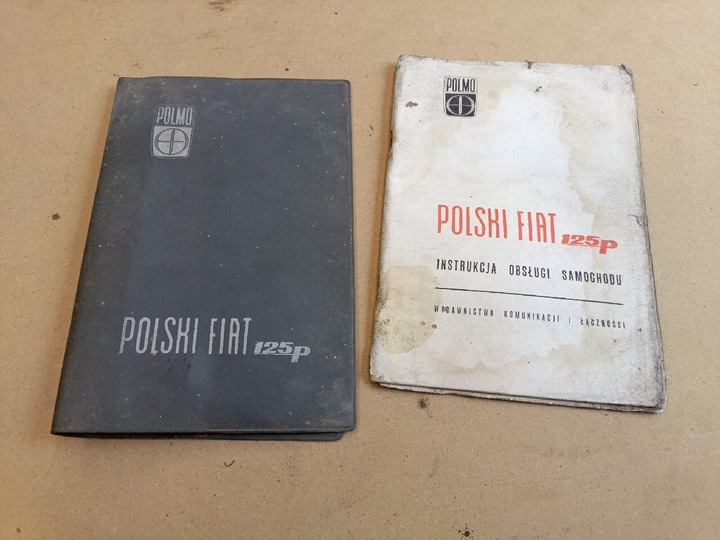 POLMO
POLSKI FIAT 125p
POLMO
POLSKI FIAT 125p
INSTRUKCJA OBSŁUGI SAMOCHODU
WYDAWNICTWA KOMUNIKACJI I ŁĄCZNOŚCI